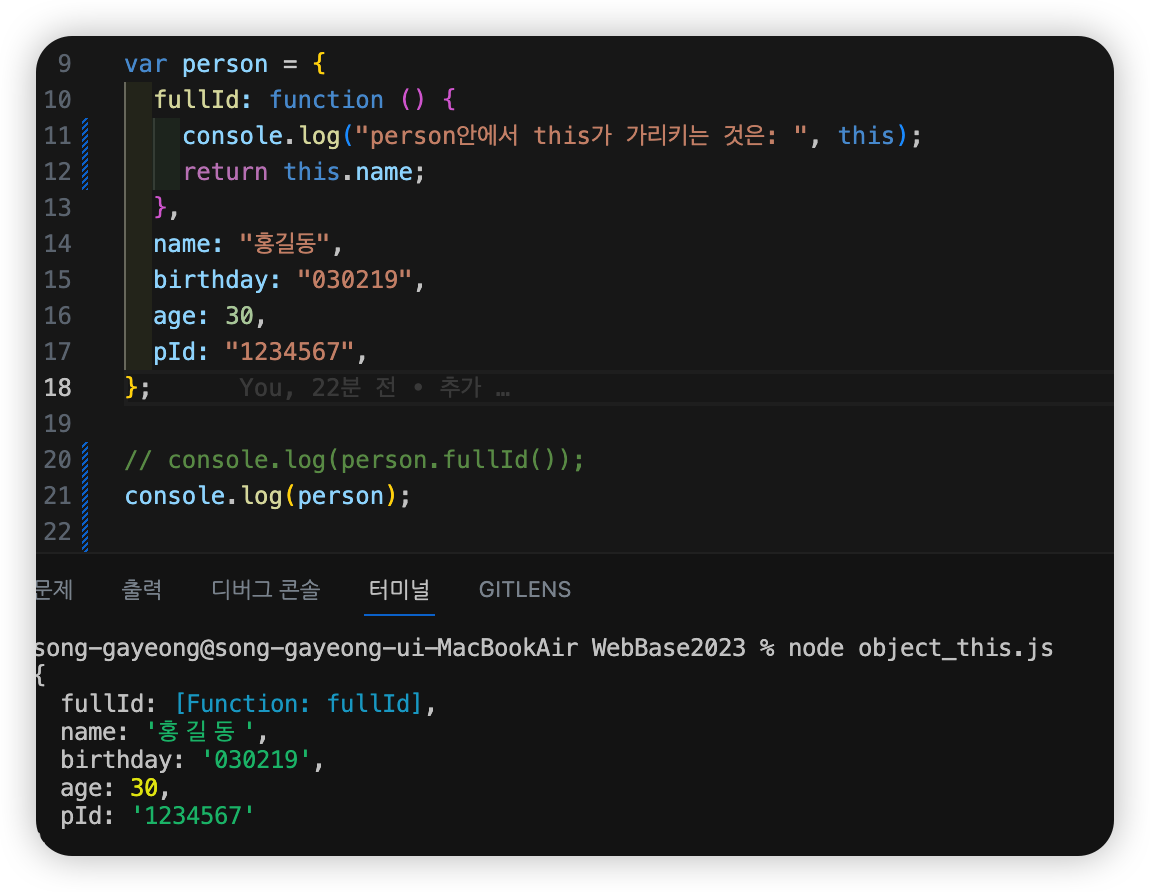 9 var person = {
10 fullId: function () {
11 console.log("person안에서 this가 가리키는 것은: ", this);
12 return this.name;
13 },
14 name: "홍길동",
15 birthday: "030219",
16 age: 30,
17 pId: "1234567",
18 }; You, 22분 전 • 추가 …
19
20 // console.log(person.fullId());
21 console.log(person);
22
문제 출력 디버그 콘솔 터미널 GITLENS
song-gayeong@song-gayeong-ui-MacBookAir WebBase2023 % node object_this.js
{
fullId: [Function: fullId],
name: '홍길동',
birthday: '030219',
age: 30,
pId: '1234567'